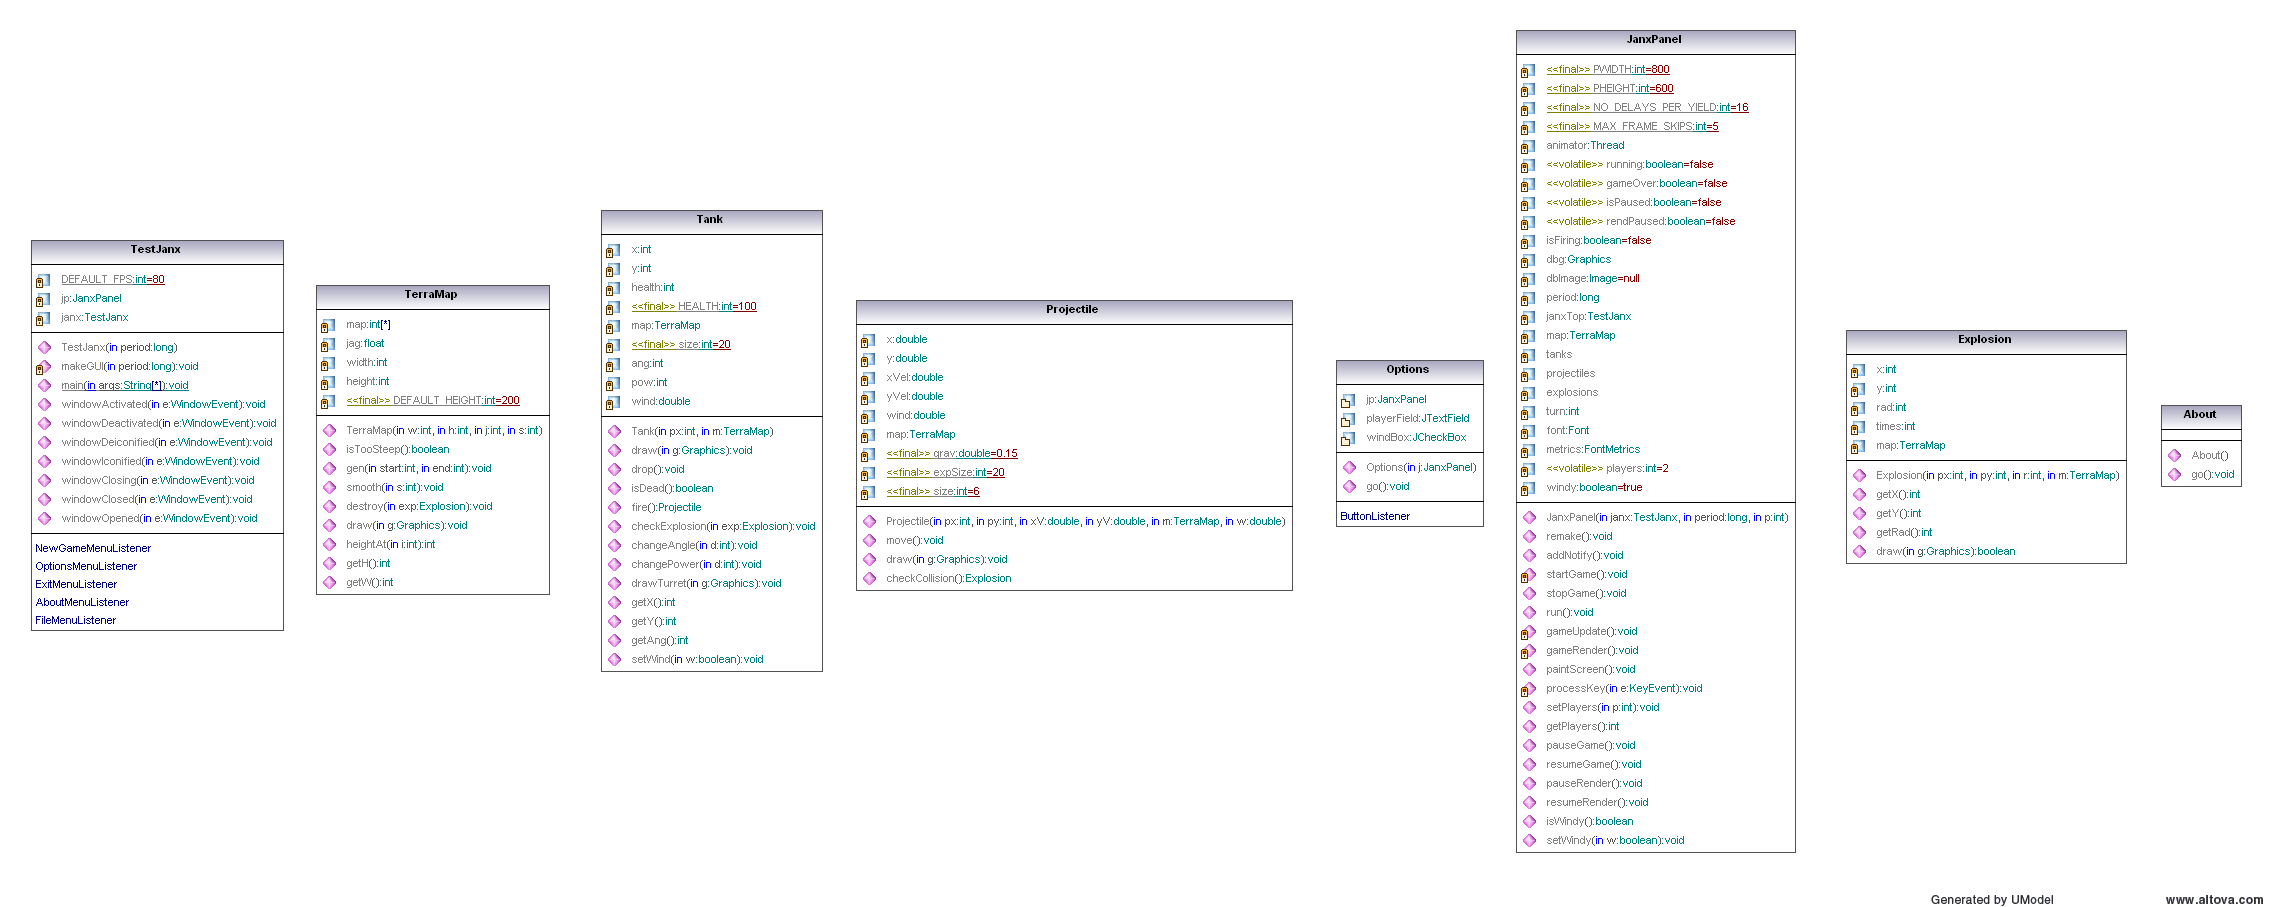 TestJanx
DEFAULT_FPS:int=80
jp:JanxPanel
janx:TestJanx
TestJanx(in period:long)
makeGUI(in period:long):void
main(in args:String[*]):void
windowActivated(in e:WindowEvent):void
windowDeactivated(in e:WindowEvent):void
windowDeiconified(in e:WindowEvent):void
windowIconified(in e:WindowEvent):void
windowClosing(in e:WindowEvent):void
windowClosed(in e:WindowEvent):void
windowOpened(in e:WindowEvent):void
NewGameMenuListener
OptionsMenuListener
ExitMenuListener
AboutMenuListener
FileMenuListener
TerraMap
map:int[*]
jag:float
width:int
height:int
<<final>> DEFAULT_HEIGHT:int=200
TerraMap(in w:int, in h:int, in j:int, in s:int)
isTooSteep():boolean
gen(in start:int, in end:int):void
smooth(in s:int):void
destroy(in exp:Explosion):void
draw(in g:Graphics):void
heightAt(in i:int):int
getH():int
getW():int
Tank
x:int
y:int
health:int
<<final>> HEALTH:int=100
map:TerraMap
<<final>> size:int=20
ang:int
pow:int
wind:double
Tank(in px:int, in m:TerraMap)
draw(in g:Graphics):void
drop():void
isDead():boolean
fire():Projectile
checkExplosion(in exp:Explosion):void
changeAngle(in d:int):void
changePower(in d:int):void
drawTurret(in g:Graphics):void
getX():int
getY():int
getAng():int
setWind(in w:boolean):void
Projectile
x:double
y:double
xVel:double
yVel:double
wind:double
map:TerraMap
<<final>> grav:double=0.15
<<final>> expSize:int=20
<<final>> size:int=6
Projectile(in px:int, in py:int, in xV:double, in yV:double, in m:TerraMap, in w:double)
move():void
draw(in g:Graphics):void
checkCollision():Explosion
Options
jp:JanxPanel
playerField:JTextField
windBox:JCheckBox
Options(in j:JanxPanel)
go():void
ButtonListener
JanxPanel
<<final>> PWIDTH:int=800
<<final>> PHEIGHT:int=600
<<final>> NO_DELAYS_PER_YIELD:int=16
<<final>> MAX_FRAME_SKIPS:int=5
animator:Thread
<<volatile>> running:boolean=false
<<volatile>> gameOver:boolean=false
<<volatile>> isPaused:boolean=false
<<volatile>> rendPaused:boolean=false
isFiring:boolean=false
dbg:Graphics
dbImage:Image=null
period:long
janxTop:TestJanx
map:TerraMap
tanks
projectiles
explosions
turn:int
font:Font
metrics:FontMetrics
<<volatile>> players:int=2
windy:boolean=true
JanxPanel(in janx:TestJanx, in period:long, in p:int)
remake():void
addNotify():void
startGame():void
stopGame():void
run():void
gameUpdate():void
gameRender():void
paintScreen():void
processKey(in e:KeyEvent):void
setPlayers(in p:int):void
getPlayers():int
pauseGame():void
resumeGame():void
pauseRender():void
resumeRender():void
isWindy():boolean
setWindy(in w:boolean):void
Explosion
x:int
y:int
rad:int
times:int
map:TerraMap
Explosion(in px:int, in py:int, in r:int, in m:TerraMap)
getX():int
getY():int
getRad():int
draw(in g:Graphics):boolean
About
About()
go():void
Generated by UModel
www.altova.com